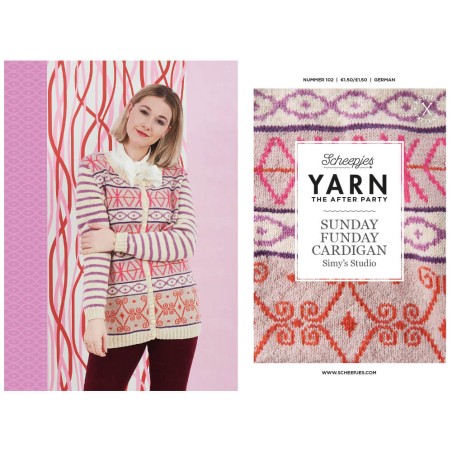 NUMMER 102 | €1.50/£1.50 | GERMAN
Scheepjes
YARN
THE AFTER PARTY
SUNDAY
FUNDAY
CARDIGAN
Simy's Studio
WWW.SCHEEPJES.COM